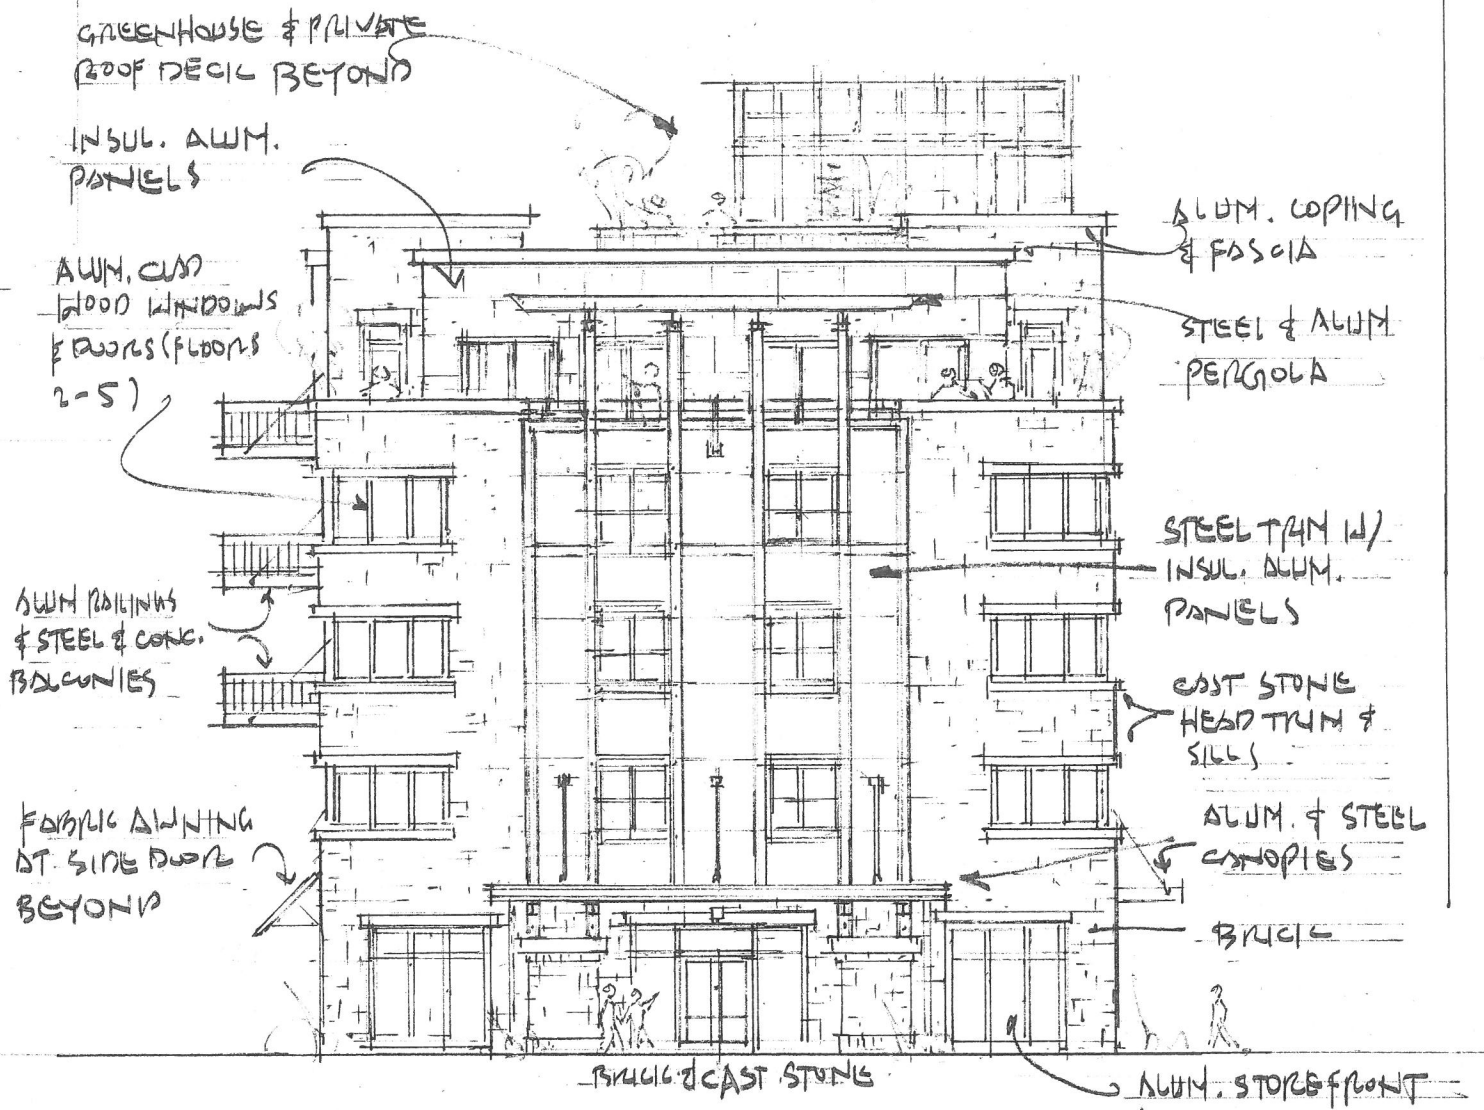 GREENHOUSE & PRIVATE
ROOF DECK BEYOND
INSUL. ALUM.
PANELS
ALUM. CLAD
WOOD WINDOWS
& DOORS (FLOORS
2-5)
ALUM RAILINGS
& STEEL & CONC.
BALCONIES
FABRIC AWNING
AT SIDE DOOR
BEYOND
ALUM. COPING
& FASCIA
STEEL & ALUM
PERGOLA
STEEL TRIM W/
INSUL. ALUM.
PANELS
CAST STONE
HEAD TRIM &
SILLS
ALUM. & STEEL
CANOPIES
BRICK
BRICK & CAST STONE
ALUM. STOREFRONT